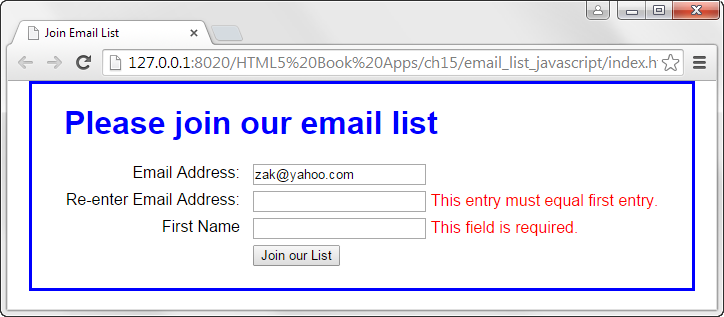 Join Email List
127.0.0.1:8020/HTML5%20Book%20Apps/ch15/email_list_javascript/index.h
Please join our email list
Email Address: zak@yahoo.com
Re-enter Email Address: This entry must equal first entry.
First Name This field is required.
Join our List